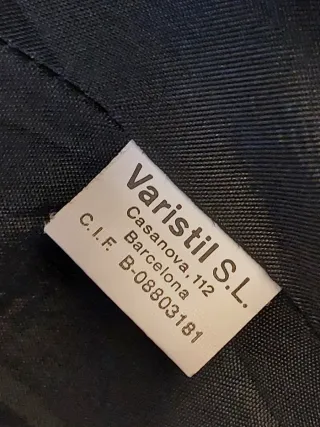 Varistil S.L.
Casanova, 112
Barcelona
C.I.F. B-08803181